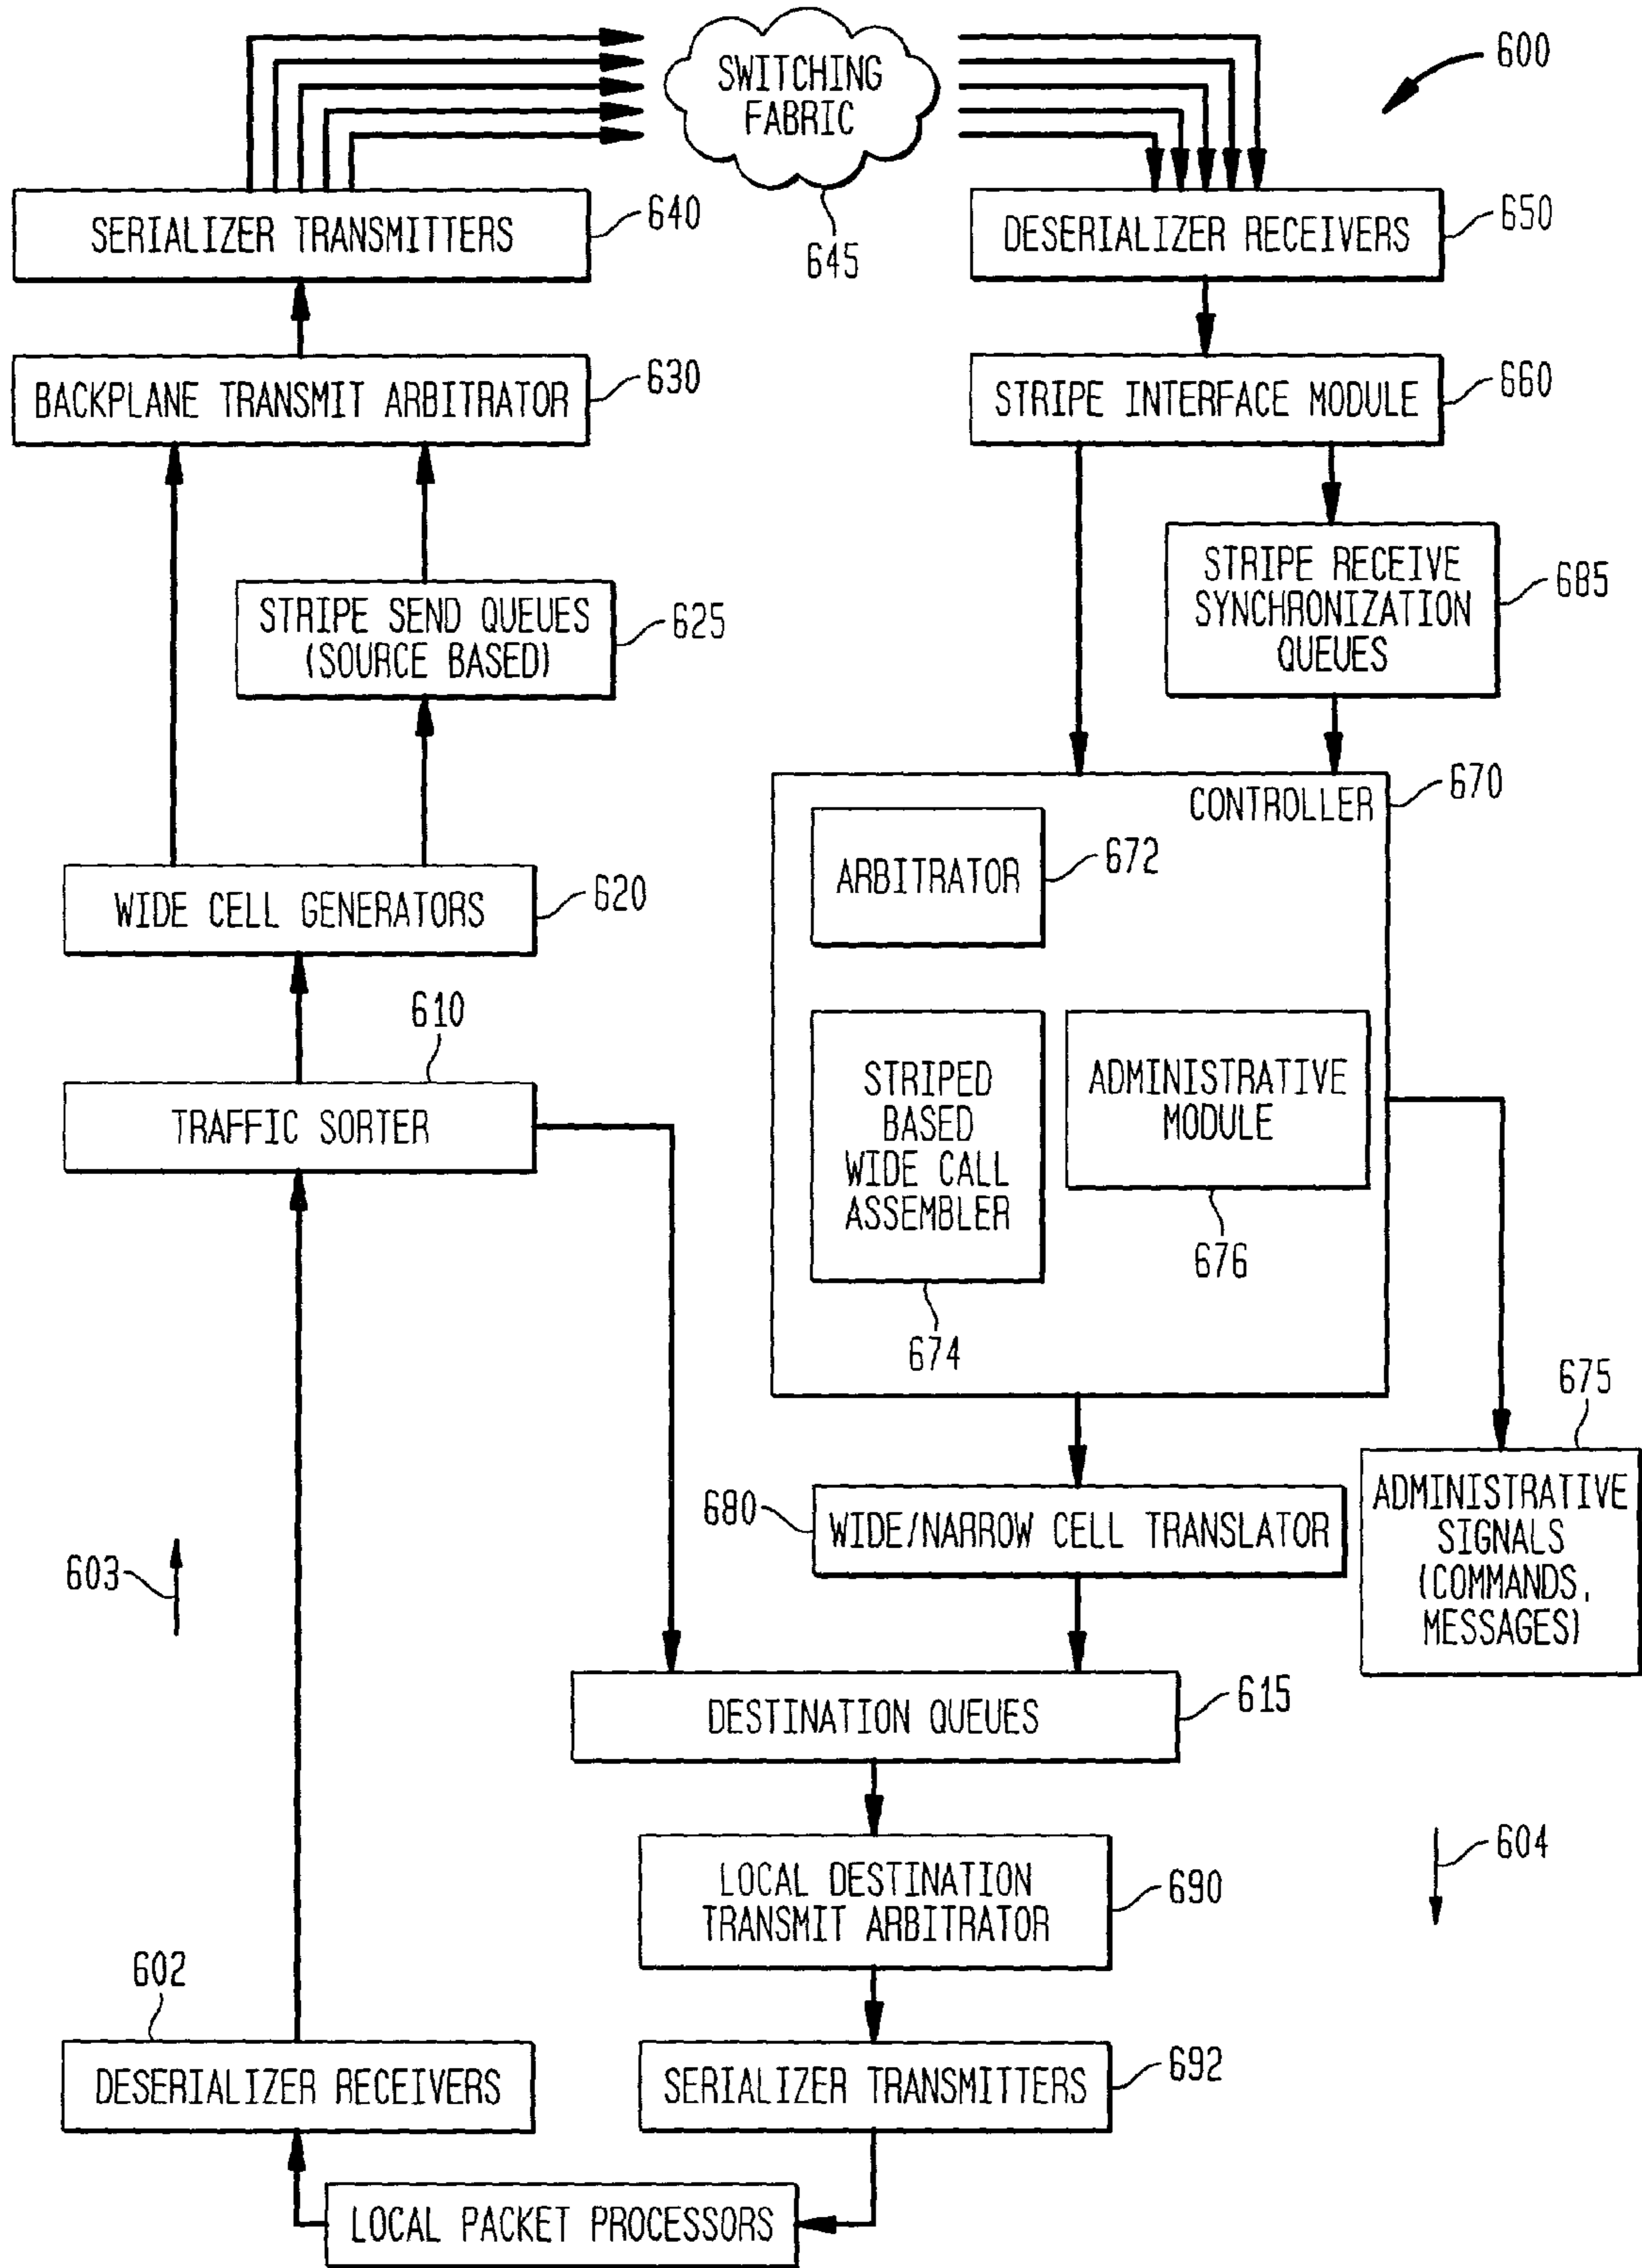 SWITCHING
FABRIC
600
SERIALIZER TRANSMITTERS
640
645
DESERIALIZER RECEIVERS
650
BACKPLANE TRANSMIT ARBITRATOR
630
STRIPE INTERFACE MODULE
660
STRIPE SEND QUEUES
(SOURCE BASED)
625
STRIPE RECEIVE
SYNCHRONIZATION
QUEUES
685
CONTROLLER
670
ARBITRATOR
672
WIDE CELL GENERATORS
620
610
TRAFFIC SORTER
STRIPED
BASED
WIDE CALL
ASSEMBLER
674
ADMINISTRATIVE
MODULE
676
675
ADMINISTRATIVE
SIGNALS
(COMMANDS,
MESSAGES)
680
WIDE/NARROW CELL TRANSLATOR
603
DESTINATION QUEUES
615
LOCAL DESTINATION
TRANSMIT ARBITRATOR
690
604
602
DESERIALIZER RECEIVERS
SERIALIZER TRANSMITTERS
692
LOCAL PACKET PROCESSORS